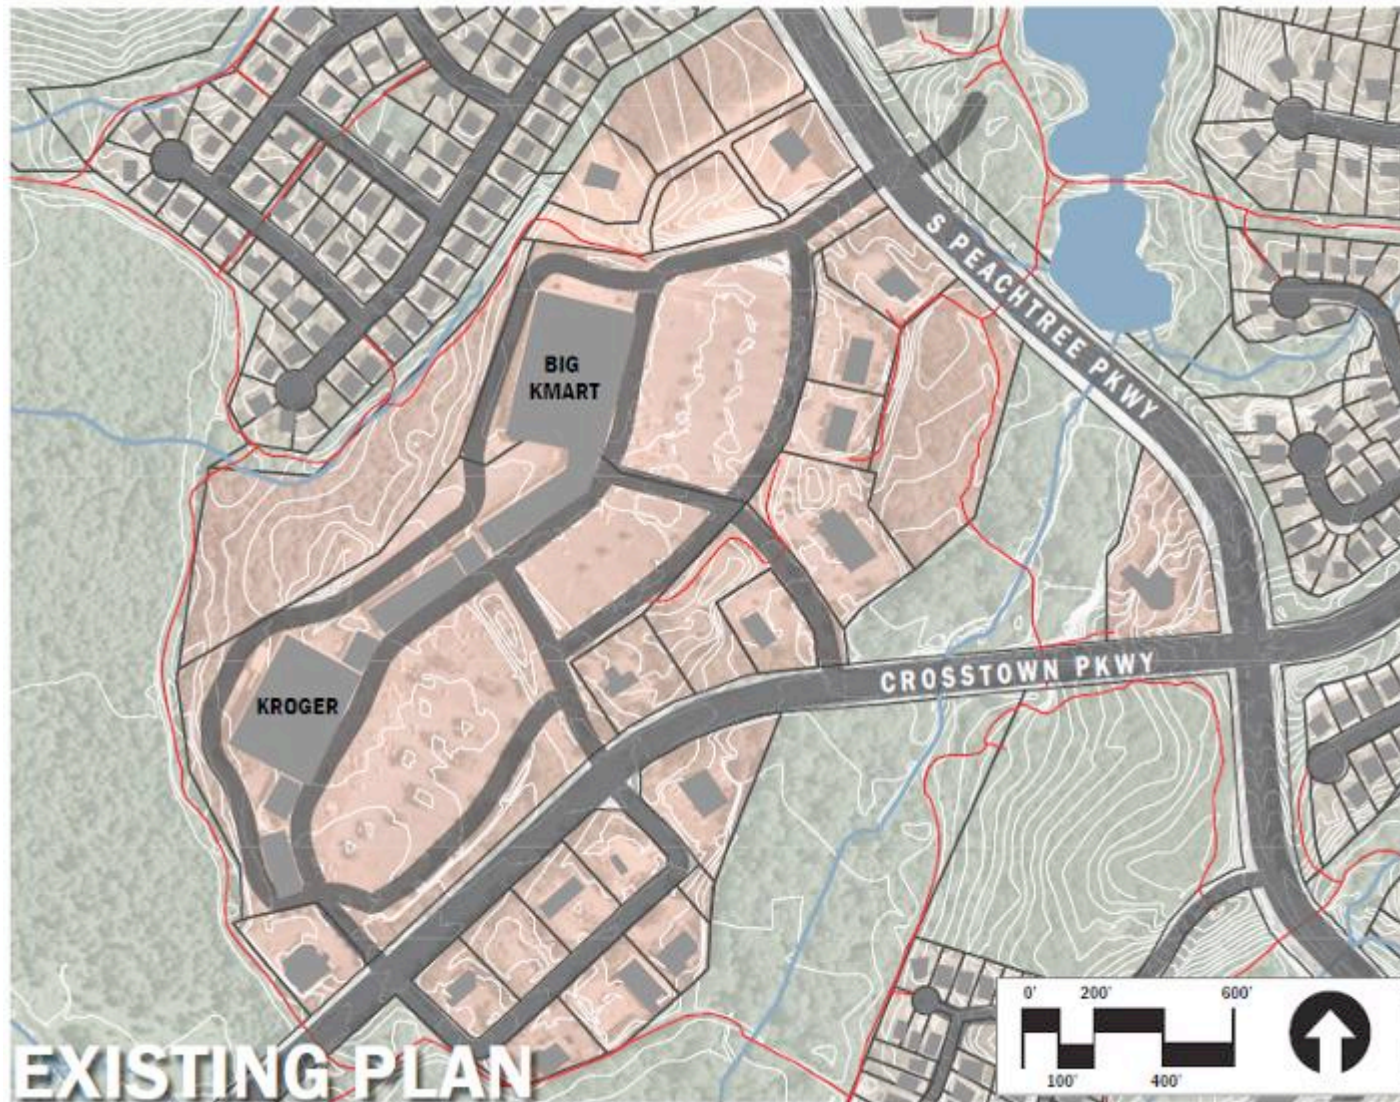 S PEACHTREE PKWY
BIG
KMART
CROSSTOWN PKWY
KROGER
0' 200' 600'
100' 400'
EXISTING PLAN